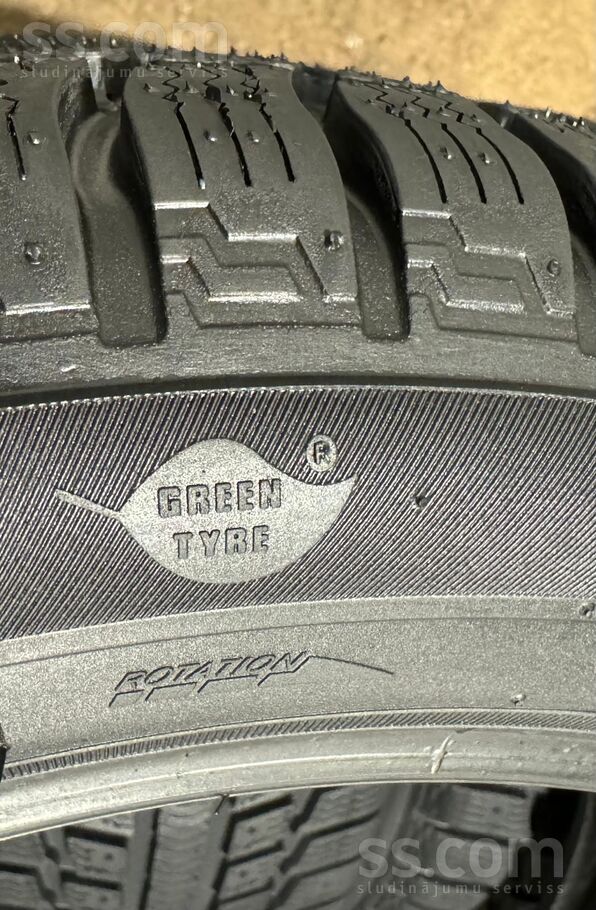 ss.com
sludinājumu serviss
R
GREEN
TYRE
ROTATION
ss.com
sludinājumu serviss